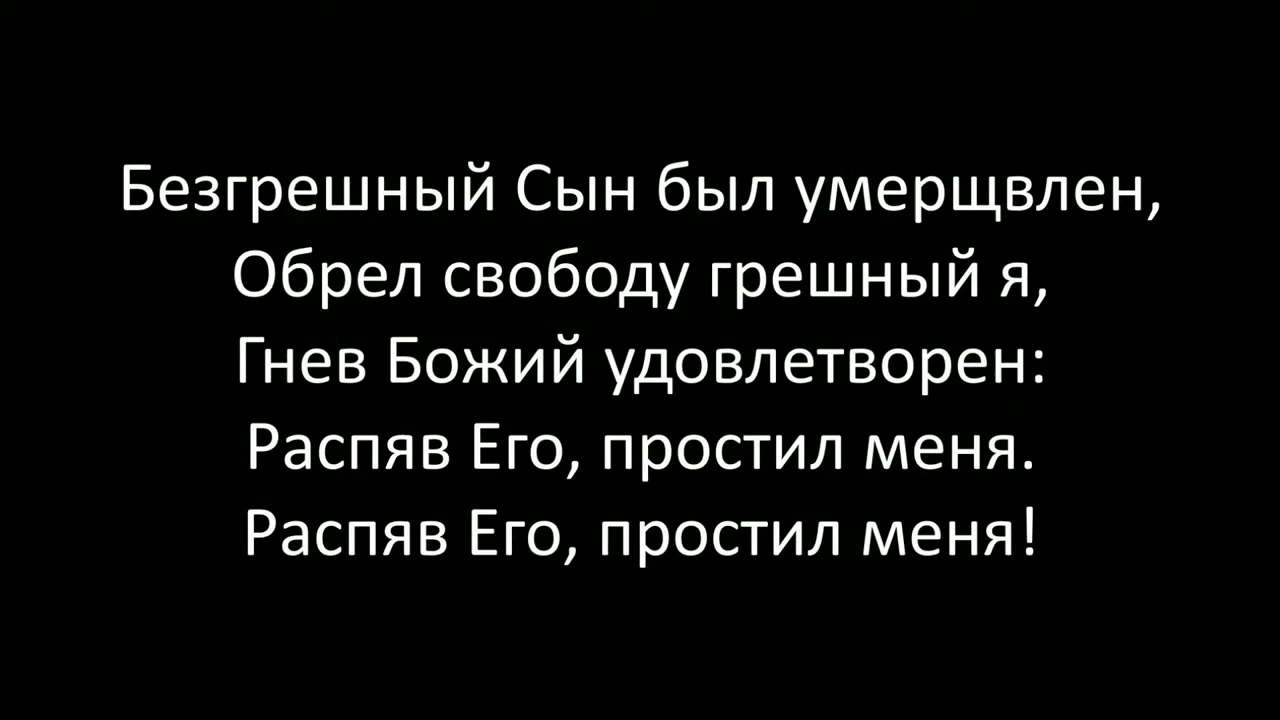 Безгрешный Сын был умерщвлен,
Обрел свободу грешный я,
Гнев Божий удовлетворен:
Распяв Его, простил меня.
Распяв Его, простил меня!